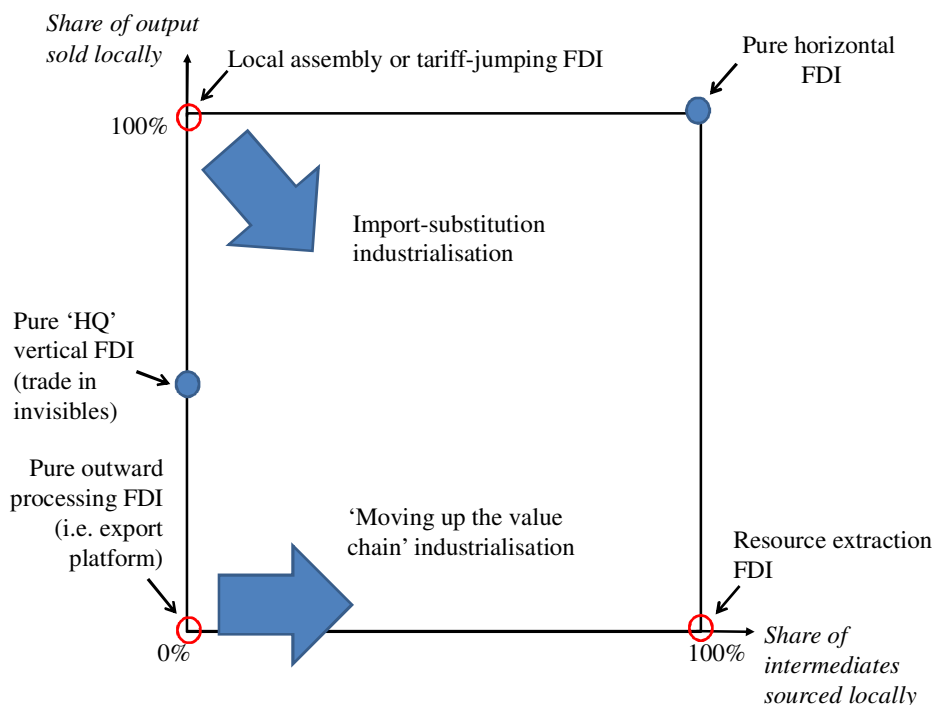 Share of output
sold locally
Local assembly or tariff-jumping FDI
Pure horizontal
FDI
100%
Import-substitution
industrialisation
Pure ‘HQ’
vertical FDI
(trade in
invisibles)
Pure outward
processing FDI
(i.e. export
platform)
‘Moving up the value
chain’ industrialisation
Resource extraction
FDI
0%
100%
Share of
intermediates
sourced locally